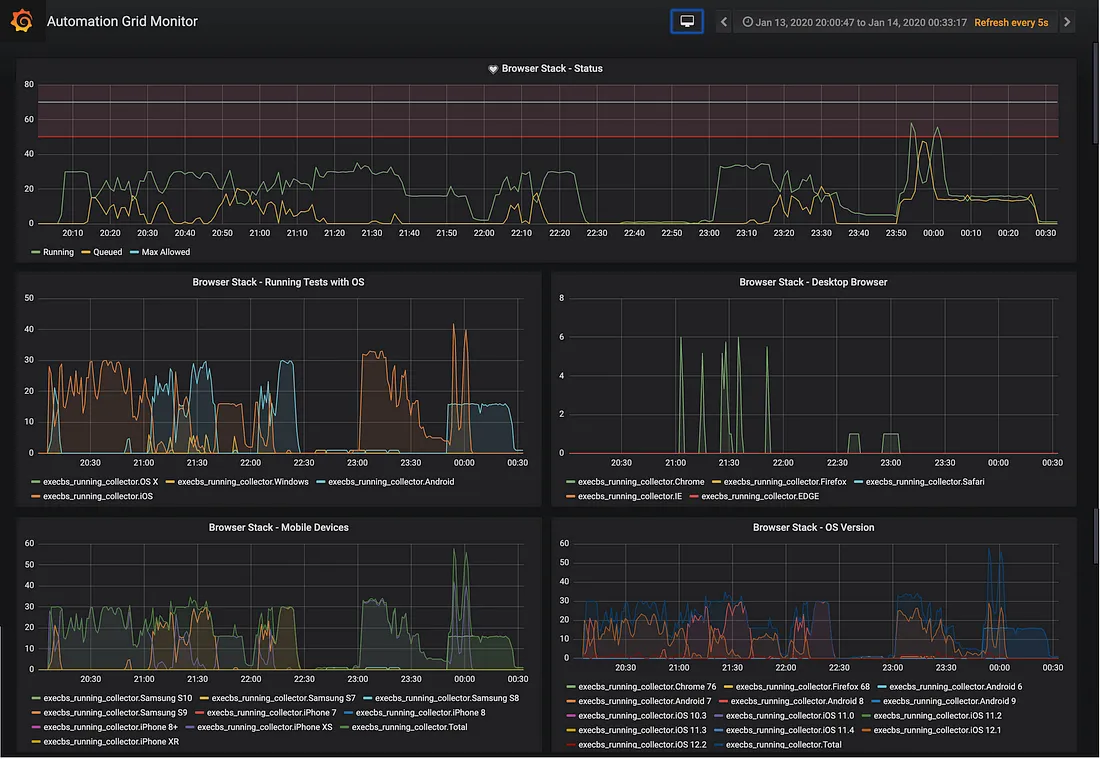 Automation Grid Monitor
Jan 13, 2020 20:00:47 to Jan 14, 2020 00:33:17 Refresh every 5s
Browser Stack - Status
80
60
40
20
0
20:10 20:20 20:30 20:40 20:50 21:00 21:10 21:20 21:30 21:40 21:50 22:00 22:10 22:20 22:30 22:40 22:50 23:00 23:10 23:20 23:30 23:40 23:50 00:00 00:10 00:20 00:30
Running Queued Max Allowed
Browser Stack - Running Tests with OS
50
40
30
20
10
0
20:30 21:00 21:30 22:00 22:30 23:00 23:30 00:00 00:30
execbs_running_collector.OS X execbs_running_collector.Windows execbs_running_collector.Android
execbs_running_collector.iOS
Browser Stack - Desktop Browser
8
6
4
2
0
20:30 21:00 21:30 22:00 22:30 23:00 23:30 00:00 00:30
execbs_running_collector.Chrome execbs_running_collector.Firefox execbs_running_collector.Safari
execbs_running_collector.IE execbs_running_collector.EDGE
Browser Stack - Mobile Devices
60
50
40
30
20
10
0
20:30 21:00 21:30 22:00 22:30 23:00 23:30 00:00 00:30
execbs_running_collector.Samsung S10 execbs_running_collector.Samsung S7 execbs_running_collector.Samsung S8
execbs_running_collector.Samsung S9 execbs_running_collector.iPhone 7 execbs_running_collector.iPhone 8
execbs_running_collector.iPhone 8+ execbs_running_collector.iPhone XS execbs_running_collector.Total
execbs_running_collector.iPhone XR
Browser Stack - OS Version
60
50
40
30
20
10
0
20:30 21:00 21:30 22:00 22:30 23:00 23:30 00:00 00:30
execbs_running_collector.Chrome 76 execbs_running_collector.Firefox 68 execbs_running_collector.Android 6
execbs_running_collector.Android 7 execbs_running_collector.Android 8 execbs_running_collector.Android 9
execbs_running_collector.iOS 10.3 execbs_running_collector.iOS 11.0 execbs_running_collector.iOS 11.2
execbs_running_collector.iOS 11.3 execbs_running_collector.iOS 11.4 execbs_running_collector.iOS 12.1
execbs_running_collector.iOS 12.2 execbs_running_collector.Total